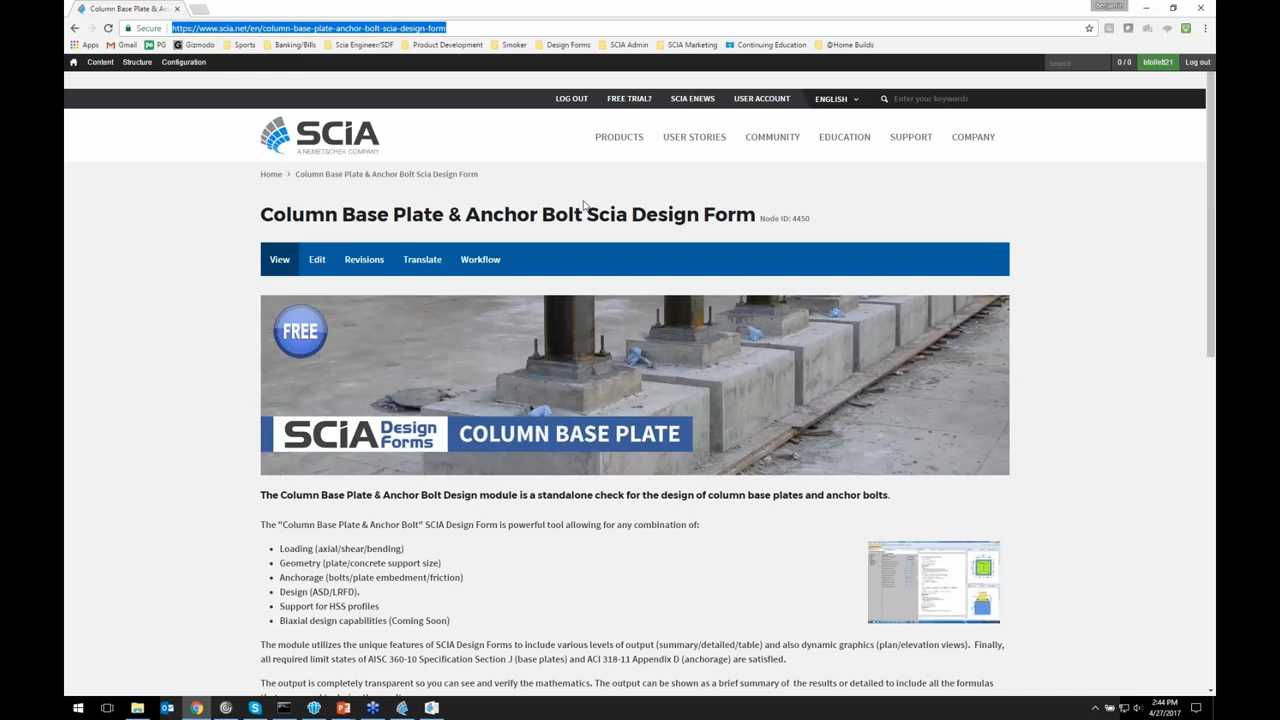 Column Base Plate & An
Secure
https://www.scia.net/en/column-base-plate-anchor-bolt-scia-design-form
Apps Gmail PG Gizmodo Sports Banking/Bills Scia Engineer/SDF Product Development Smoker Design Forms SCIA Admin SCIA Marketing Continuing Education @Home Builds
Content Structure Configuration
0 / 0 bfollett21 Log out
LOG OUT FREE TRIAL? SCIA ENEWS USER ACCOUNT ENGLISH Enter your keywords
SCiA
A NEMETSCHEK COMPANY
PRODUCTS USER STORIES COMMUNITY EDUCATION SUPPORT COMPANY
Home › Column Base Plate & Anchor Bolt Scia Design Form
Column Base Plate & Anchor Bolt Scia Design Form Node ID: 4450
View Edit Revisions Translate Workflow
FREE
SCiA Design Forms
COLUMN BASE PLATE
The Column Base Plate & Anchor Bolt Design module is a standalone check for the design of column base plates and anchor bolts.
The "Column Base Plate & Anchor Bolt" SCIA Design Form is powerful tool allowing for any combination of:
• Loading (axial/shear/bending)
• Geometry (plate/concrete support size)
• Anchorage (bolts/plate embedment/friction)
• Design (ASD/LRFD).
• Support for HSS profiles
• Biaxial design capabilities (Coming Soon)
The module utilizes the unique features of SCIA Design Forms to include various levels of output (summary/detailed/table) and also dynamic graphics (plan/elevation views). Finally,
all required limit states of AISC 360-10 Specification Section J (base plates) and ACI 318-11 Appendix D (anchorage) are satisfied.
The output is completely transparent so you can see and verify the mathematics. The output can be shown as a brief summary of the results or detailed to include all the formulas
2:44 PM
4/27/2017